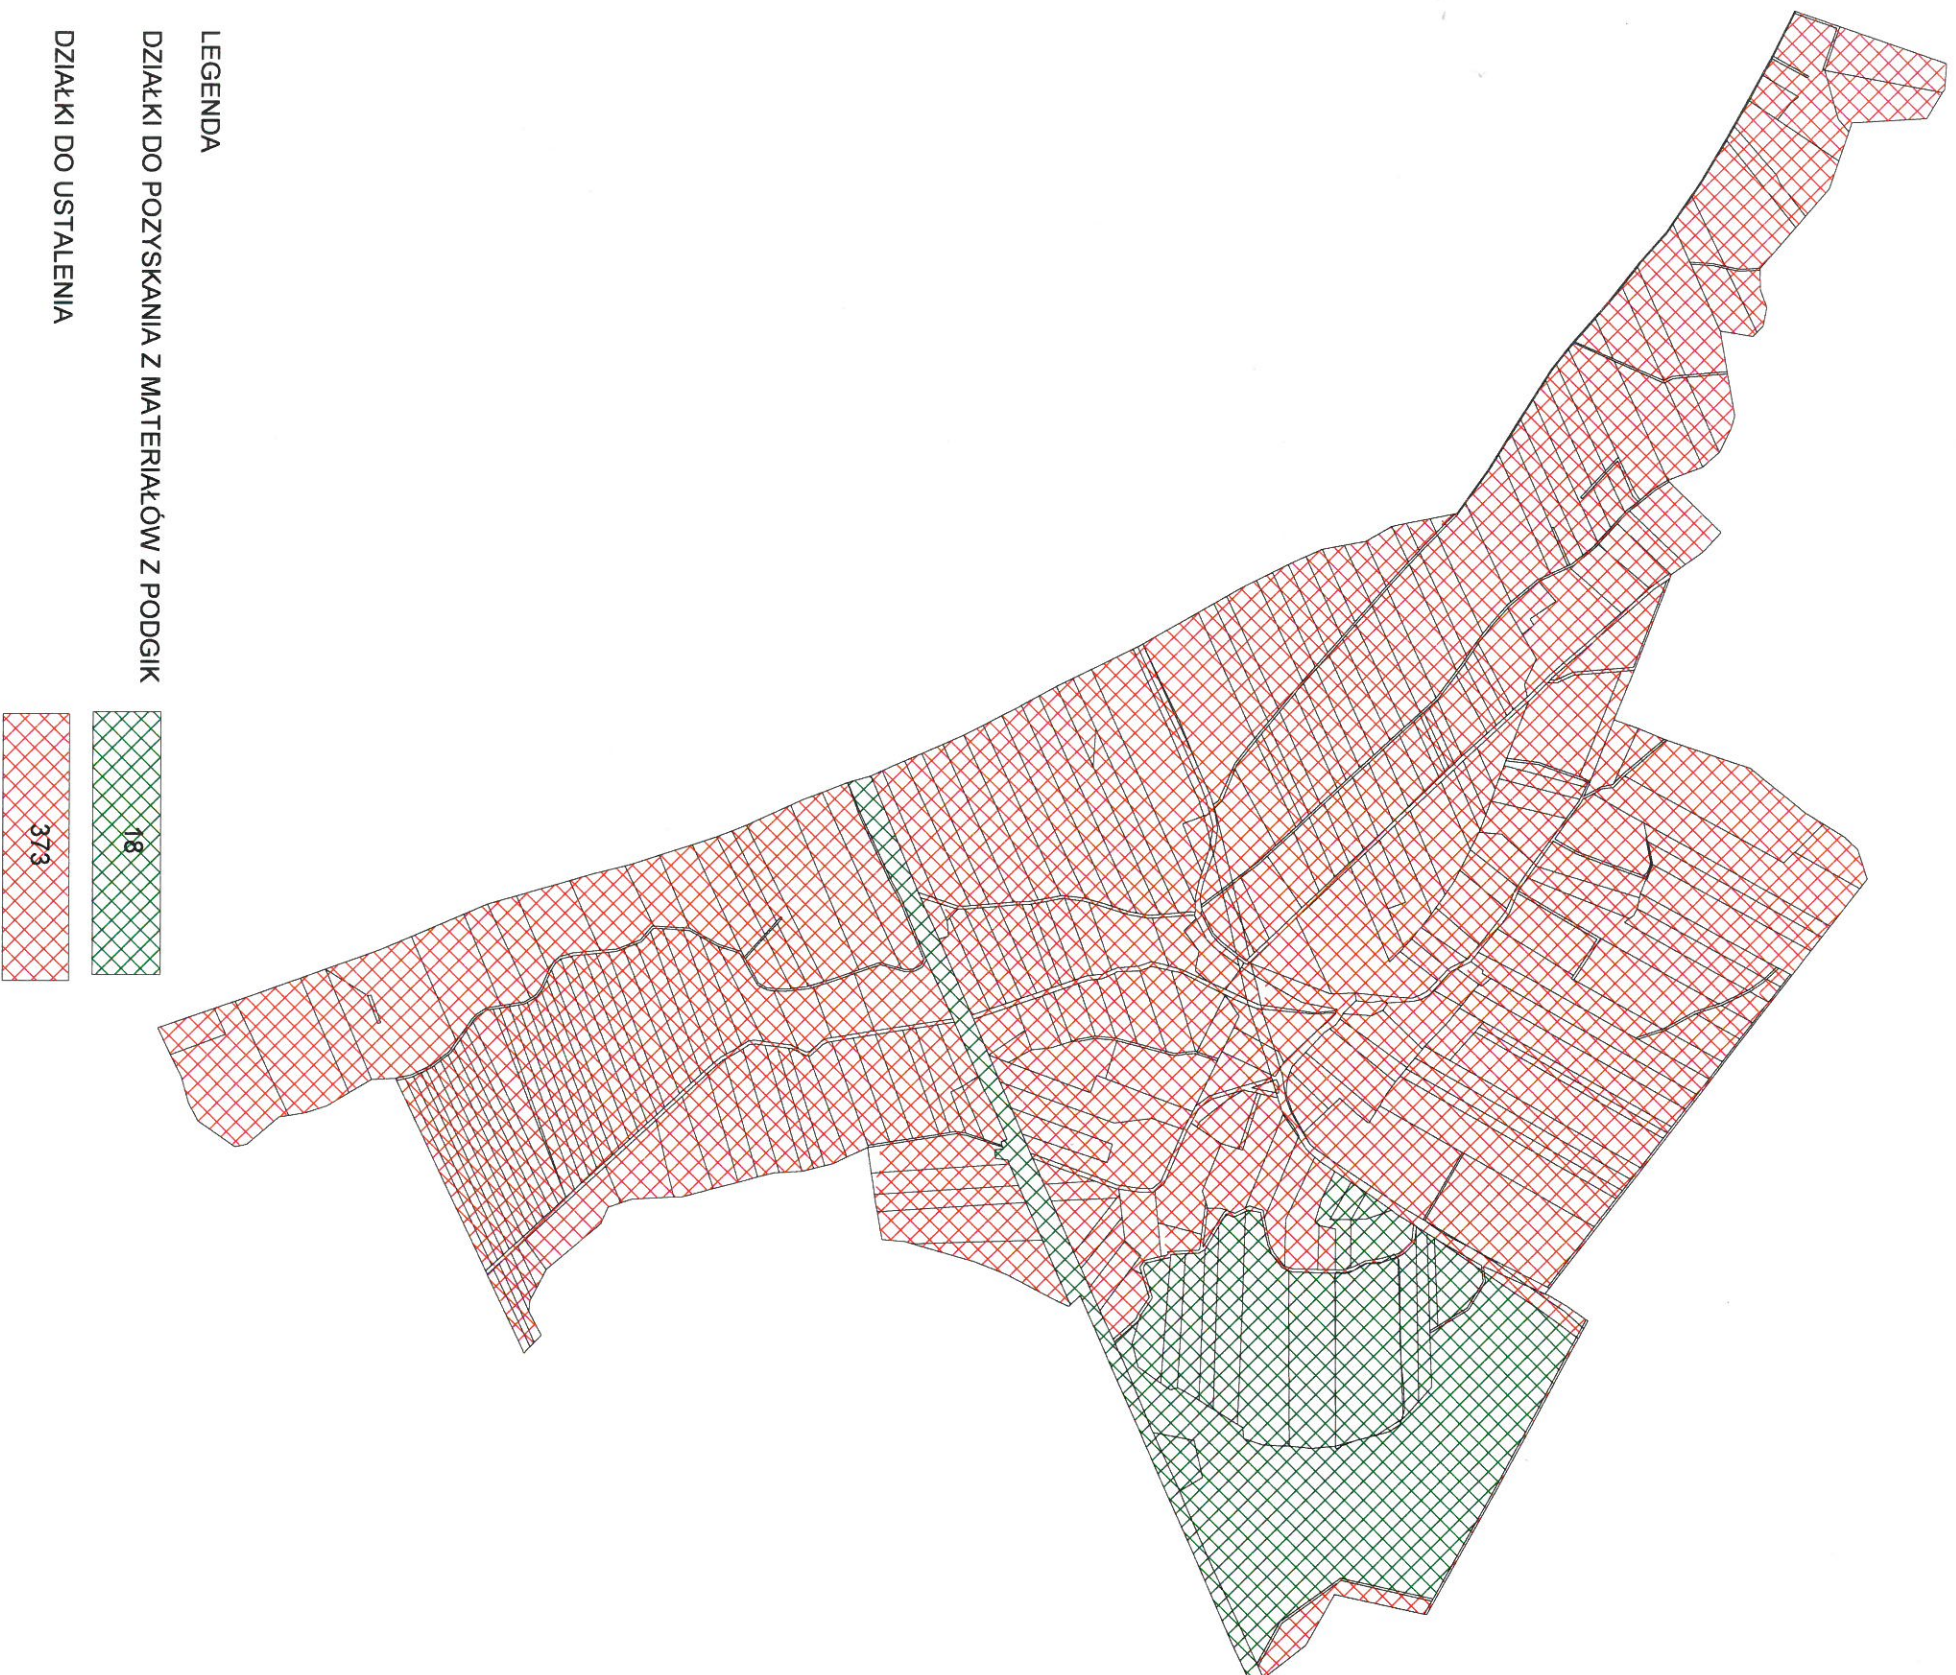 LEGENDA
DZIAŁKI DO POZYSKANIA Z MATERIAŁÓW Z PODGIK
18
DZIAŁKI DO USTALENIA
373